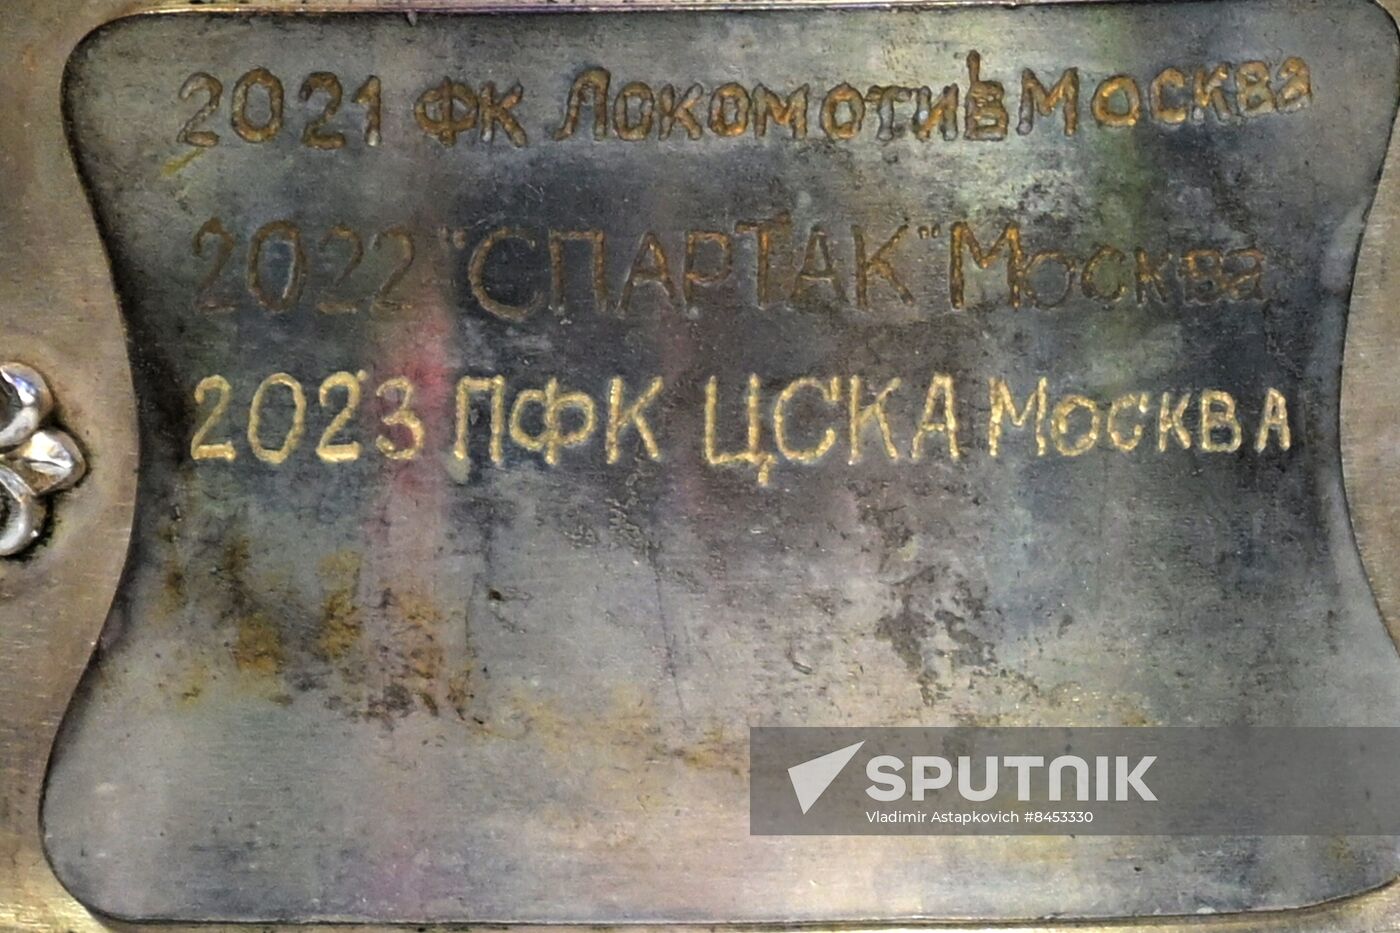 2021 ФК Локомотив Москва
2022 "СПАРТАК" Москва
2023 ПФК ЦСКА Москва
SPUTNIK
Vladimir Astapkovich #8453330